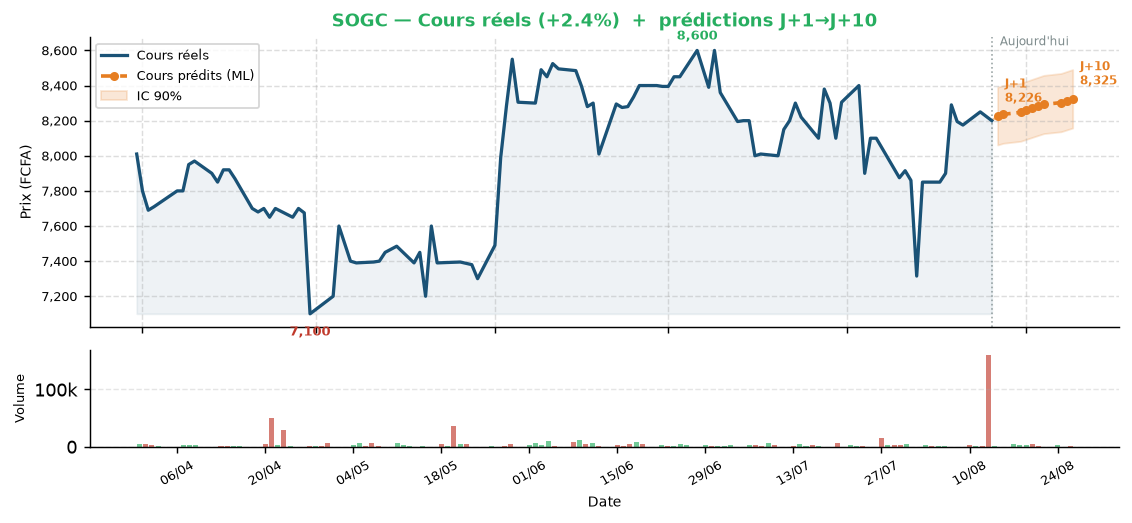 SOGC — Cours réels (+2.4%) + prédictions J+1→J+10
8,600
Aujourd'hui
Cours réels
Cours prédits (ML)
IC 90%
J+1
8,226
J+10
8,325
Prix (FCFA)
8,600
8,400
8,200
8,000
7,800
7,600
7,400
7,200
7,100
Volume
100k
0
06/04
20/04
04/05
18/05
01/06
15/06
29/06
13/07
27/07
10/08
24/08
Date